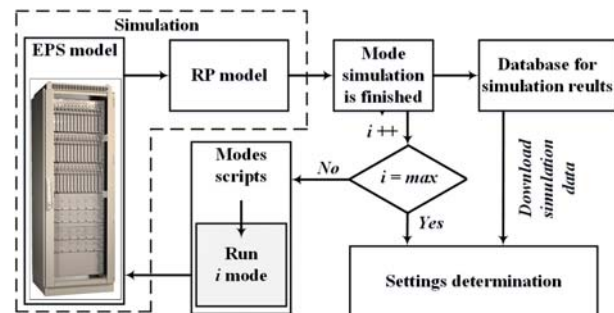 Simulation
EPS model
RP model
Mode
simulation
is finished
Database for
simulation reults
i ++
i = max
No
Yes
Download
simulation
data
Modes
scripts
Run
i mode
Settings determination